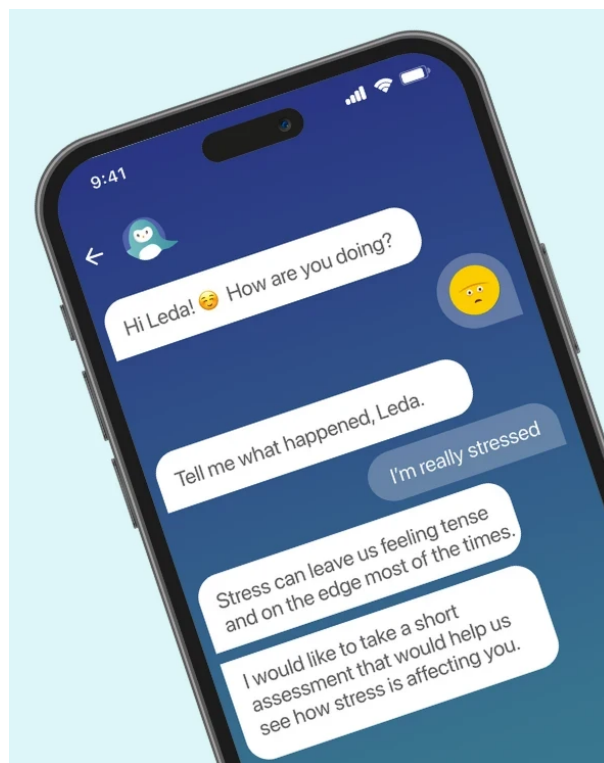 9:41
Hi Leda! ☺️ How are you doing?
Tell me what happened, Leda.
I'm really stressed
Stress can leave us feeling tense
and on the edge most of the times.
I would like to take a short
assessment that would help us
see how stress is affecting you.